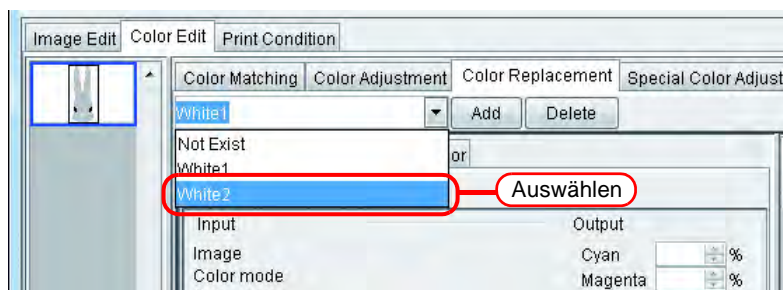 Image Edit Color Edit Print Condition
Color Matching Color Adjustment Color Replacement Special Color Adjust
White1 Add Delete
Not Exist
or
White1
White2 Auswählen
Input Output
Image Cyan %
Color mode Magenta %